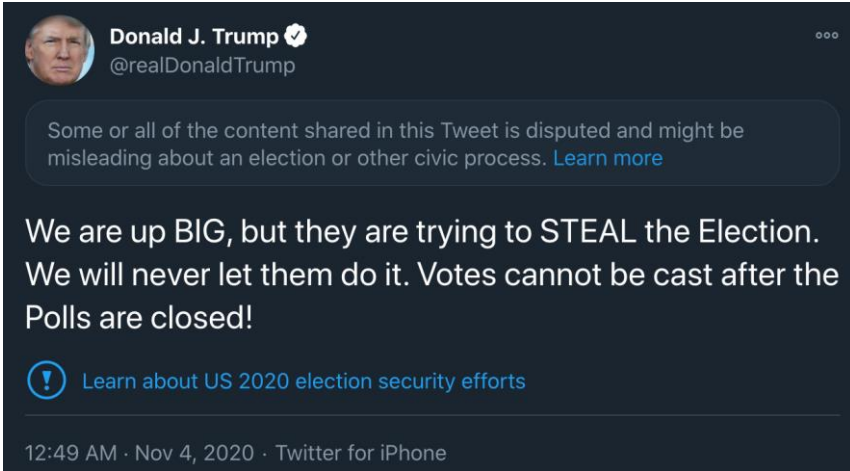 Donald J. Trump
@realDonaldTrump
Some or all of the content shared in this Tweet is disputed and might be
misleading about an election or other civic process. Learn more
We are up BIG, but they are trying to STEAL the Election.
We will never let them do it. Votes cannot be cast after the
Polls are closed!
Learn about US 2020 election security efforts
12:49 AM · Nov 4, 2020 · Twitter for iPhone